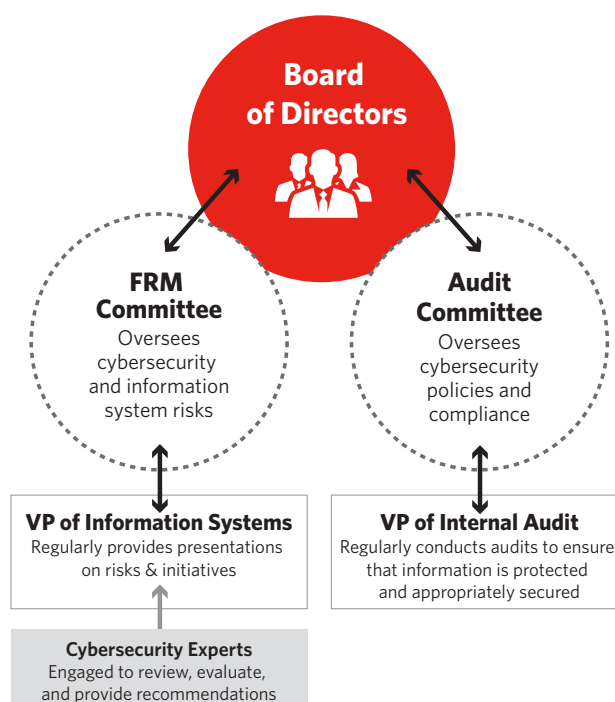 Board
of Directors
FRM
Committee
Oversees
cybersecurity
and information
system risks
Audit
Committee
Oversees
cybersecurity
policies and
compliance
VP of Information Systems
Regularly provides presentations
on risks & initiatives
VP of Internal Audit
Regularly conducts audits to ensure
that information is protected
and appropriately secured
Cybersecurity Experts
Engaged to review, evaluate,
and provide recommendations